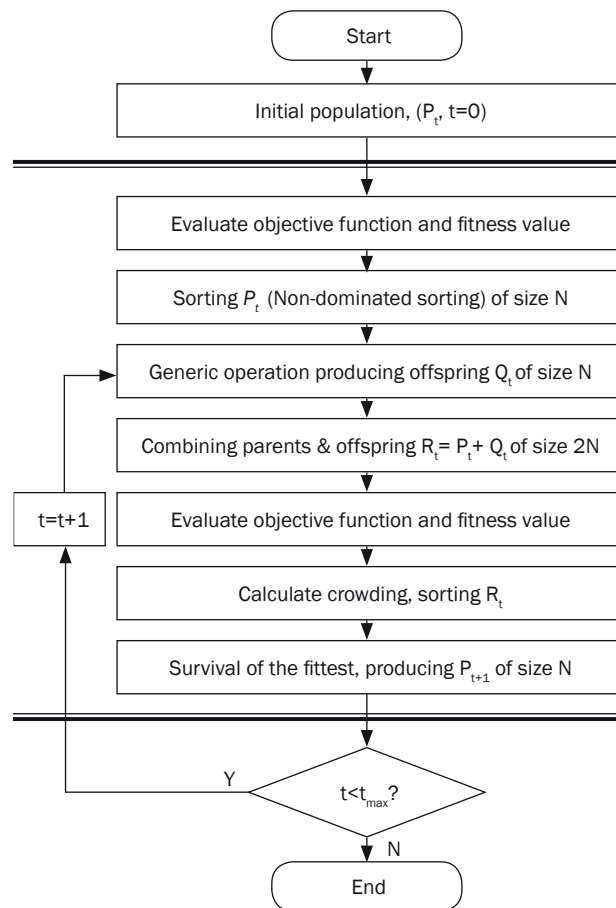 Start
Initial population, (Pₜ, t=0)
Evaluate objective function and fitness value
Sorting Pₜ (Non-dominated sorting) of size N
Generic operation producing offspring Qₜ of size N
Combining parents & offspring Rₜ= Pₜ+ Qₜ of size 2N
t=t+1
Evaluate objective function and fitness value
Calculate crowding, sorting Rₜ
Survival of the fittest, producing Pₜ₊₁ of size N
Y
t<tₘₐₓ?
N
End